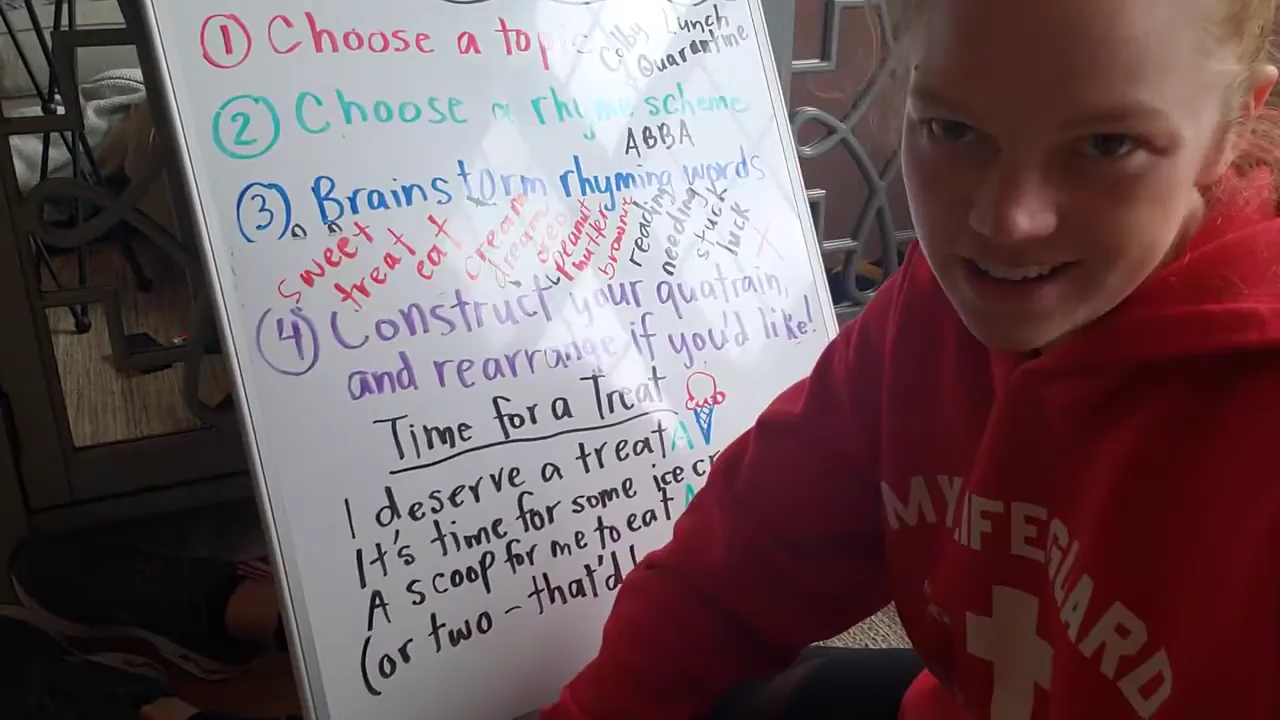 ① Choose a topic
Colby Lunch
Quarantine
② Choose a rhyme scheme
ABBA
③ Brainstorm rhyming words
sweet
treat
eat
cream
dream
oreo
peanut
butter
brownie
reading
needing
stuck
luck
④ Construct your quatrain,
and rearrange if you'd like!
Time for a Treat
I deserve a treat A
It's time for some ice cr
A scoop for me to eat A
(or two - that'd
MY LIFEGUARD